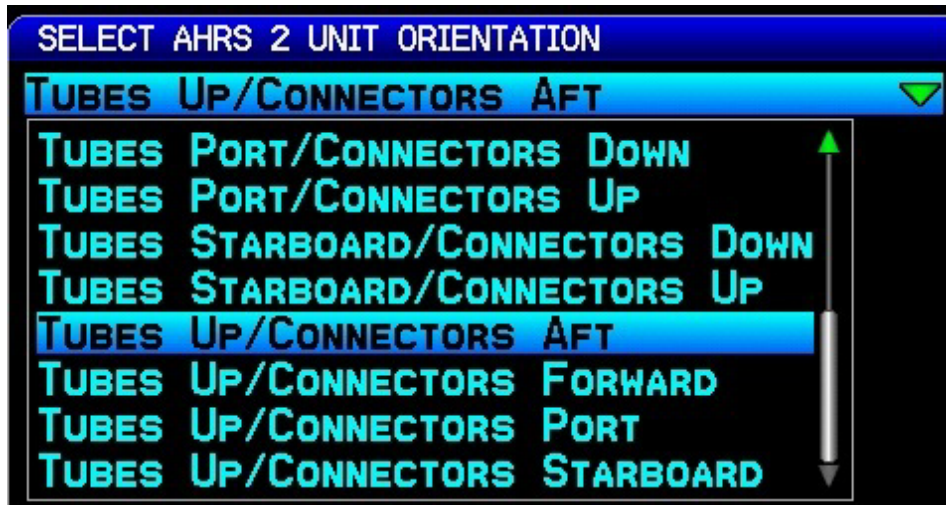 SELECT AHRS 2 UNIT ORIENTATION
TUBES UP/CONNECTORS AFT
TUBES PORT/CONNECTORS DOWN
TUBES PORT/CONNECTORS UP
TUBES STARBOARD/CONNECTORS DOWN
TUBES STARBOARD/CONNECTORS UP
TUBES UP/CONNECTORS AFT
TUBES UP/CONNECTORS FORWARD
TUBES UP/CONNECTORS PORT
TUBES UP/CONNECTORS STARBOARD